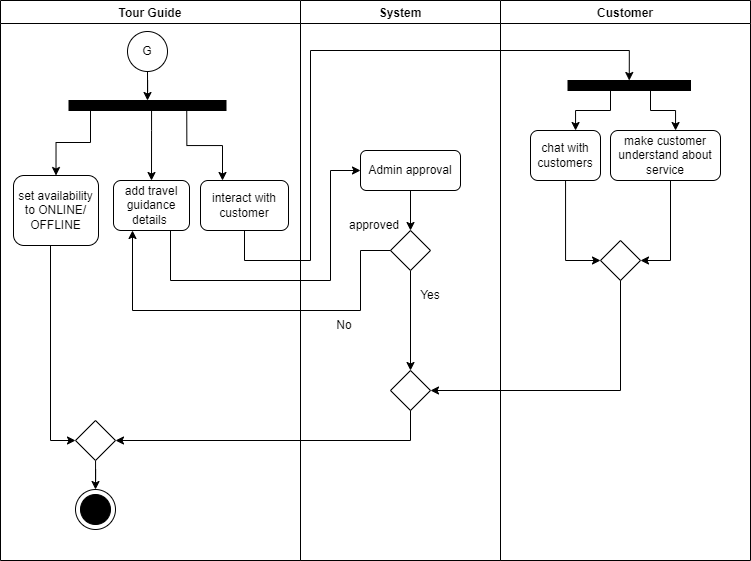 Tour Guide
System
Customer
G
set availability
to ONLINE/
OFFLINE
add travel
guidance
details
interact with
customer
Admin approval
approved
Yes
No
chat with
customers
make customer
understand about
service